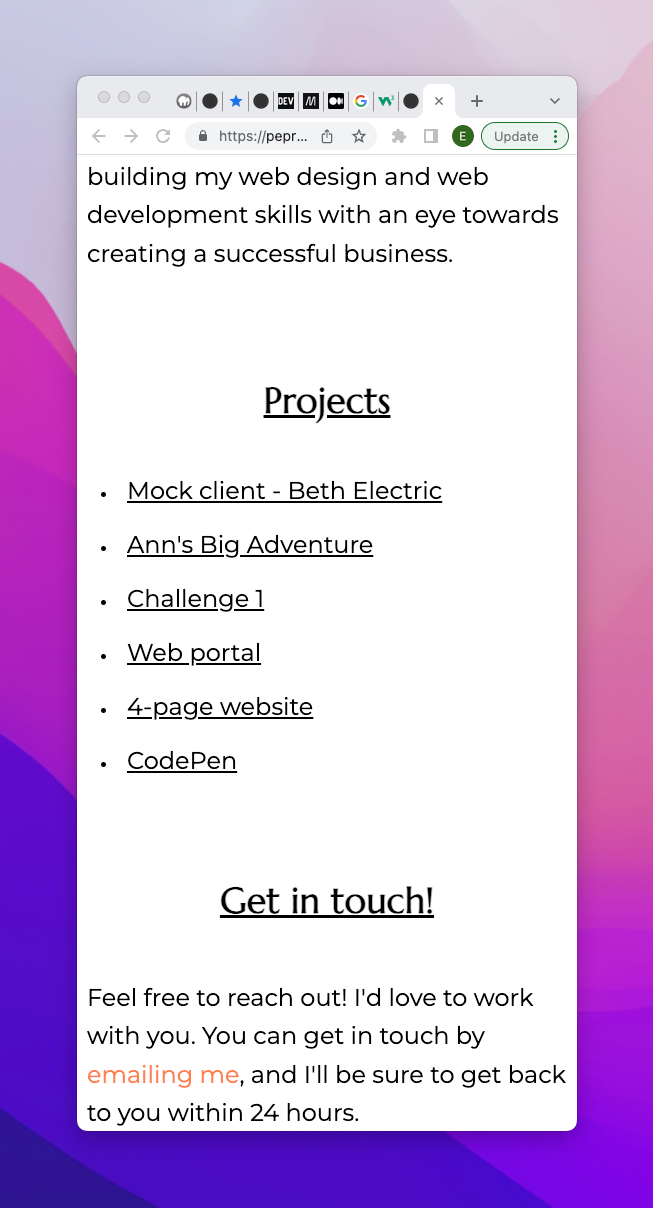 DEV
G
https://pepr...
E
Update
building my web design and web
development skills with an eye towards
creating a successful business.
Projects
• Mock client - Beth Electric
• Ann's Big Adventure
• Challenge 1
• Web portal
• 4-page website
• CodePen
Get in touch!
Feel free to reach out! I'd love to work
with you. You can get in touch by
emailing me, and I'll be sure to get back
to you within 24 hours.